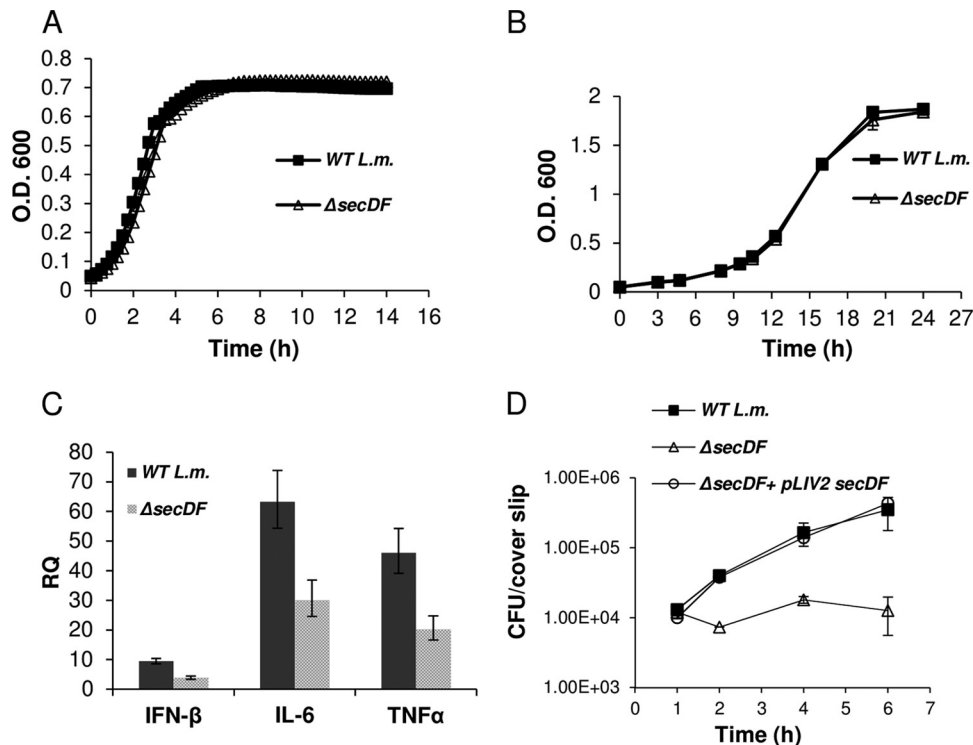 A
0.8
0.7
0.6
0.5
0.4
0.3
0.2
0.1
0
O.D. 600
WT L.m.
ΔsecDF
0 2 4 6 8 10 12 14 16
Time (h)
B
2
1.5
1
0.5
0
O.D. 600
WT L.m.
ΔsecDF
0 3 6 9 12 15 18 21 24 27
Time (h)
C
80
70
60
50
40
30
20
10
0
RQ
WT L.m.
ΔsecDF
IFN-β IL-6 TNFα
D
WT L.m.
ΔsecDF
ΔsecDF+ pLIV2 secDF
1.00E+06
1.00E+05
1.00E+04
1.00E+03
CFU/cover slip
0 1 2 3 4 5 6 7
Time (h)